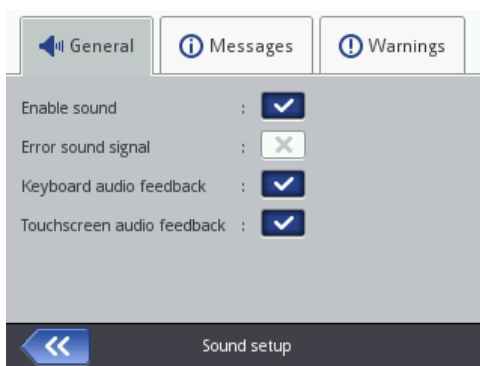 General Messages Warnings
Enable sound :
Error sound signal :
Keyboard audio feedback :
Touchscreen audio feedback :
Sound setup